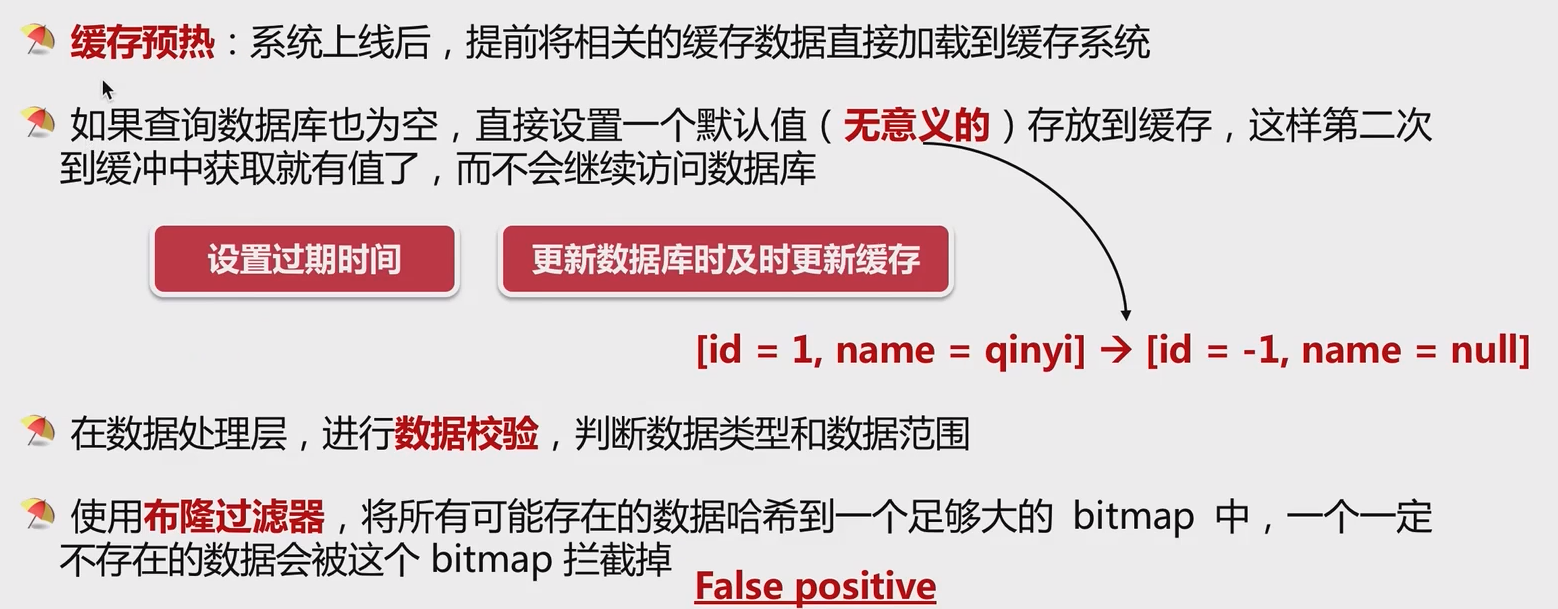 缓存预热：系统上线后，提前将相关的缓存数据直接加载到缓存系统
如果查询数据库也为空，直接设置一个默认值（无意义的）存放到缓存，这样第二次
到缓冲中获取就有值了，而不会继续访问数据库
设置过期时间 更新数据库时及时更新缓存
[id = 1, name = qinyi] → [id = -1, name = null]
在数据处理层，进行数据校验，判断数据类型和数据范围
使用布隆过滤器，将所有可能存在的数据哈希到一个足够大的 bitmap 中，一个一定
不存在的数据会被这个 bitmap 拦截掉
False positive